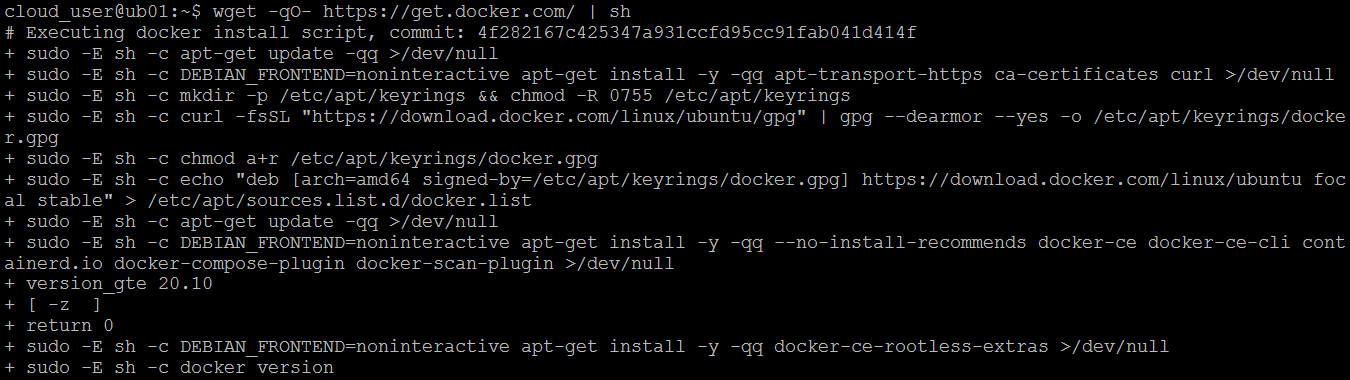 cloud_user@ub01:~$ wget -qO- https://get.docker.com/ | sh
# Executing docker install script, commit: 4f282167c425347a931ccfd95cc91fab041d414f
+ sudo -E sh -c apt-get update -qq >/dev/null
+ sudo -E sh -c DEBIAN_FRONTEND=noninteractive apt-get install -y -qq apt-transport-https ca-certificates curl >/dev/null
+ sudo -E sh -c mkdir -p /etc/apt/keyrings && chmod -R 0755 /etc/apt/keyrings
+ sudo -E sh -c curl -fsSL "https://download.docker.com/linux/ubuntu/gpg" | gpg --dearmor --yes -o /etc/apt/keyrings/docke
r.gpg
+ sudo -E sh -c chmod a+r /etc/apt/keyrings/docker.gpg
+ sudo -E sh -c echo "deb [arch=amd64 signed-by=/etc/apt/keyrings/docker.gpg] https://download.docker.com/linux/ubuntu foc
al stable" > /etc/apt/sources.list.d/docker.list
+ sudo -E sh -c apt-get update -qq >/dev/null
+ sudo -E sh -c DEBIAN_FRONTEND=noninteractive apt-get install -y -qq --no-install-recommends docker-ce docker-ce-cli cont
ainerd.io docker-compose-plugin docker-scan-plugin >/dev/null
+ version_gte 20.10
+ [ -z  ]
+ return 0
+ sudo -E sh -c DEBIAN_FRONTEND=noninteractive apt-get install -y -qq docker-ce-rootless-extras >/dev/null
+ sudo -E sh -c docker version